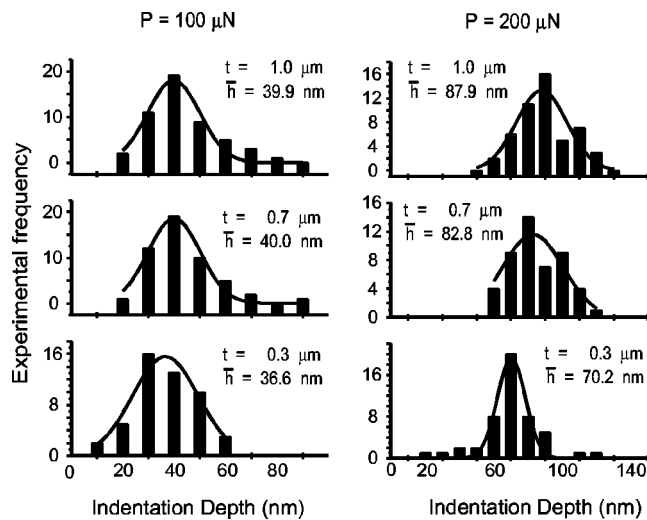 P = 100 μN
P = 200 μN
Experimental frequency
20
10
0
t = 1.0 μm
h̅ = 39.9 nm
16
12
8
4
0
t = 1.0 μm
h̅ = 87.9 nm
20
10
0
t = 0.7 μm
h̅ = 40.0 nm
16
12
8
4
0
t = 0.7 μm
h̅ = 82.8 nm
16
8
0
t = 0.3 μm
h̅ = 36.6 nm
16
8
0
t = 0.3 μm
h̅ = 70.2 nm
0 20 40 60 80
0 20 60 100 140
Indentation Depth (nm)
Indentation Depth (nm)